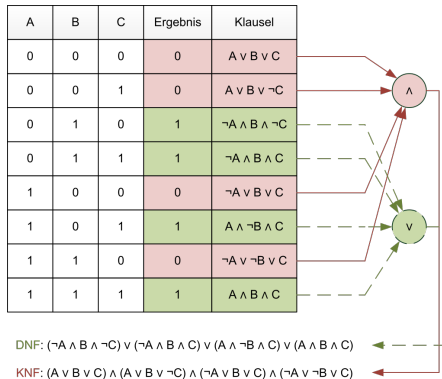 A B C Ergebnis Klausel
0 0 0 0 A ∨ B ∨ C
0 0 1 0 A ∨ B ∨ ¬C
0 1 0 1 ¬A ∧ B ∧ ¬C
0 1 1 1 ¬A ∧ B ∧ C
1 0 0 0 ¬A ∨ B ∨ C
1 0 1 1 A ∧ ¬B ∧ C
1 1 0 0 ¬A ∨ ¬B ∨ C
1 1 1 1 A ∧ B ∧ C
∧
∨
DNF: (¬A ∧ B ∧ ¬C) ∨ (¬A ∧ B ∧ C) ∨ (A ∧ ¬B ∧ C) ∨ (A ∧ B ∧ C)
KNF: (A ∨ B ∨ C) ∧ (A ∨ B ∨ ¬C) ∧ (¬A ∨ B ∨ C) ∧ (¬A ∨ ¬B ∨ C)